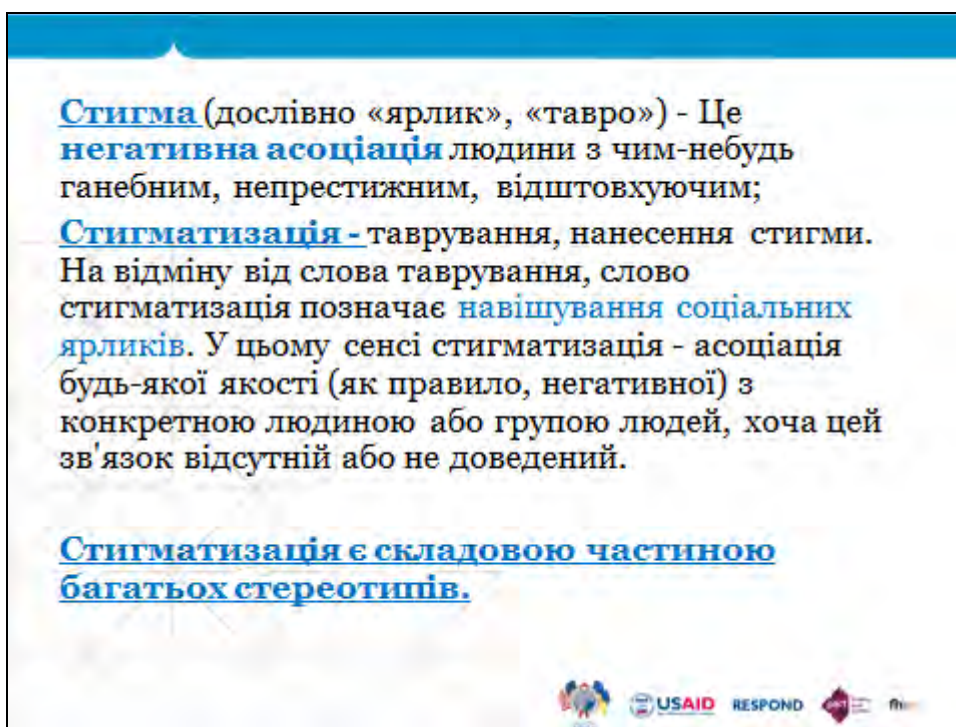 Стигма (дослівно «ярлик», «тавро») - Це
негативна асоціація людини з чим-небудь
ганебним, непрестижним, відштовхуючим;
Стигматизація - таврування, нанесення стигми.
На відміну від слова таврування, слово
стигматизація позначає навішування соціальних
ярликів. У цьому сенсі стигматизація - асоціація
будь-якої якості (як правило, негативної) з
конкретною людиною або групою людей, хоча цей
зв'язок відсутній або не доведений.
Стигматизація є складовою частиною
багатьох стереотипів.
USAID RESPOND